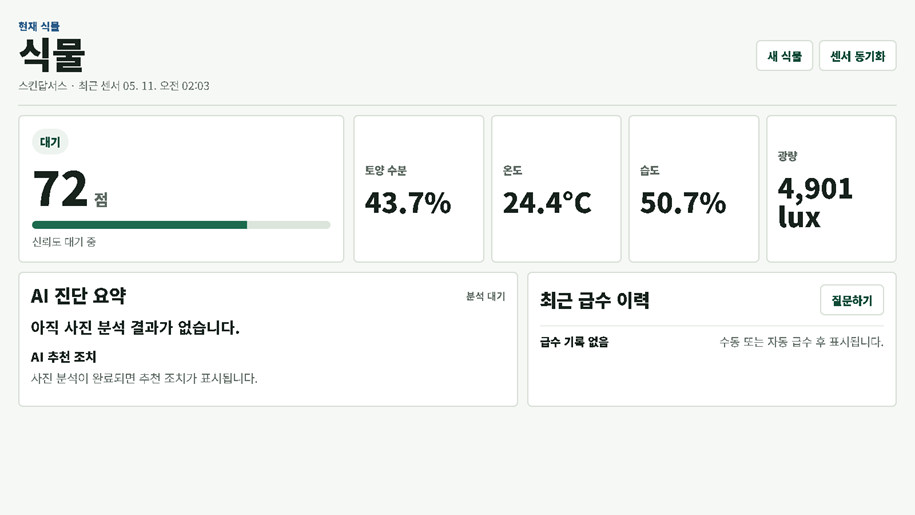 현재 식물
식물
스킨답서스 · 최근 센서 05. 11. 오전 02:03
새 식물
센서 동기화
대기
72 점
신뢰도 대기 중
토양 수분
43.7%
온도
24.4°C
습도
50.7%
광량
4,901
lux
AI 진단 요약
분석 대기
아직 사진 분석 결과가 없습니다.
AI 추천 조치
사진 분석이 완료되면 추천 조치가 표시됩니다.
최근 급수 이력
질문하기
급수 기록 없음
수동 또는 자동 급수 후 표시됩니다.